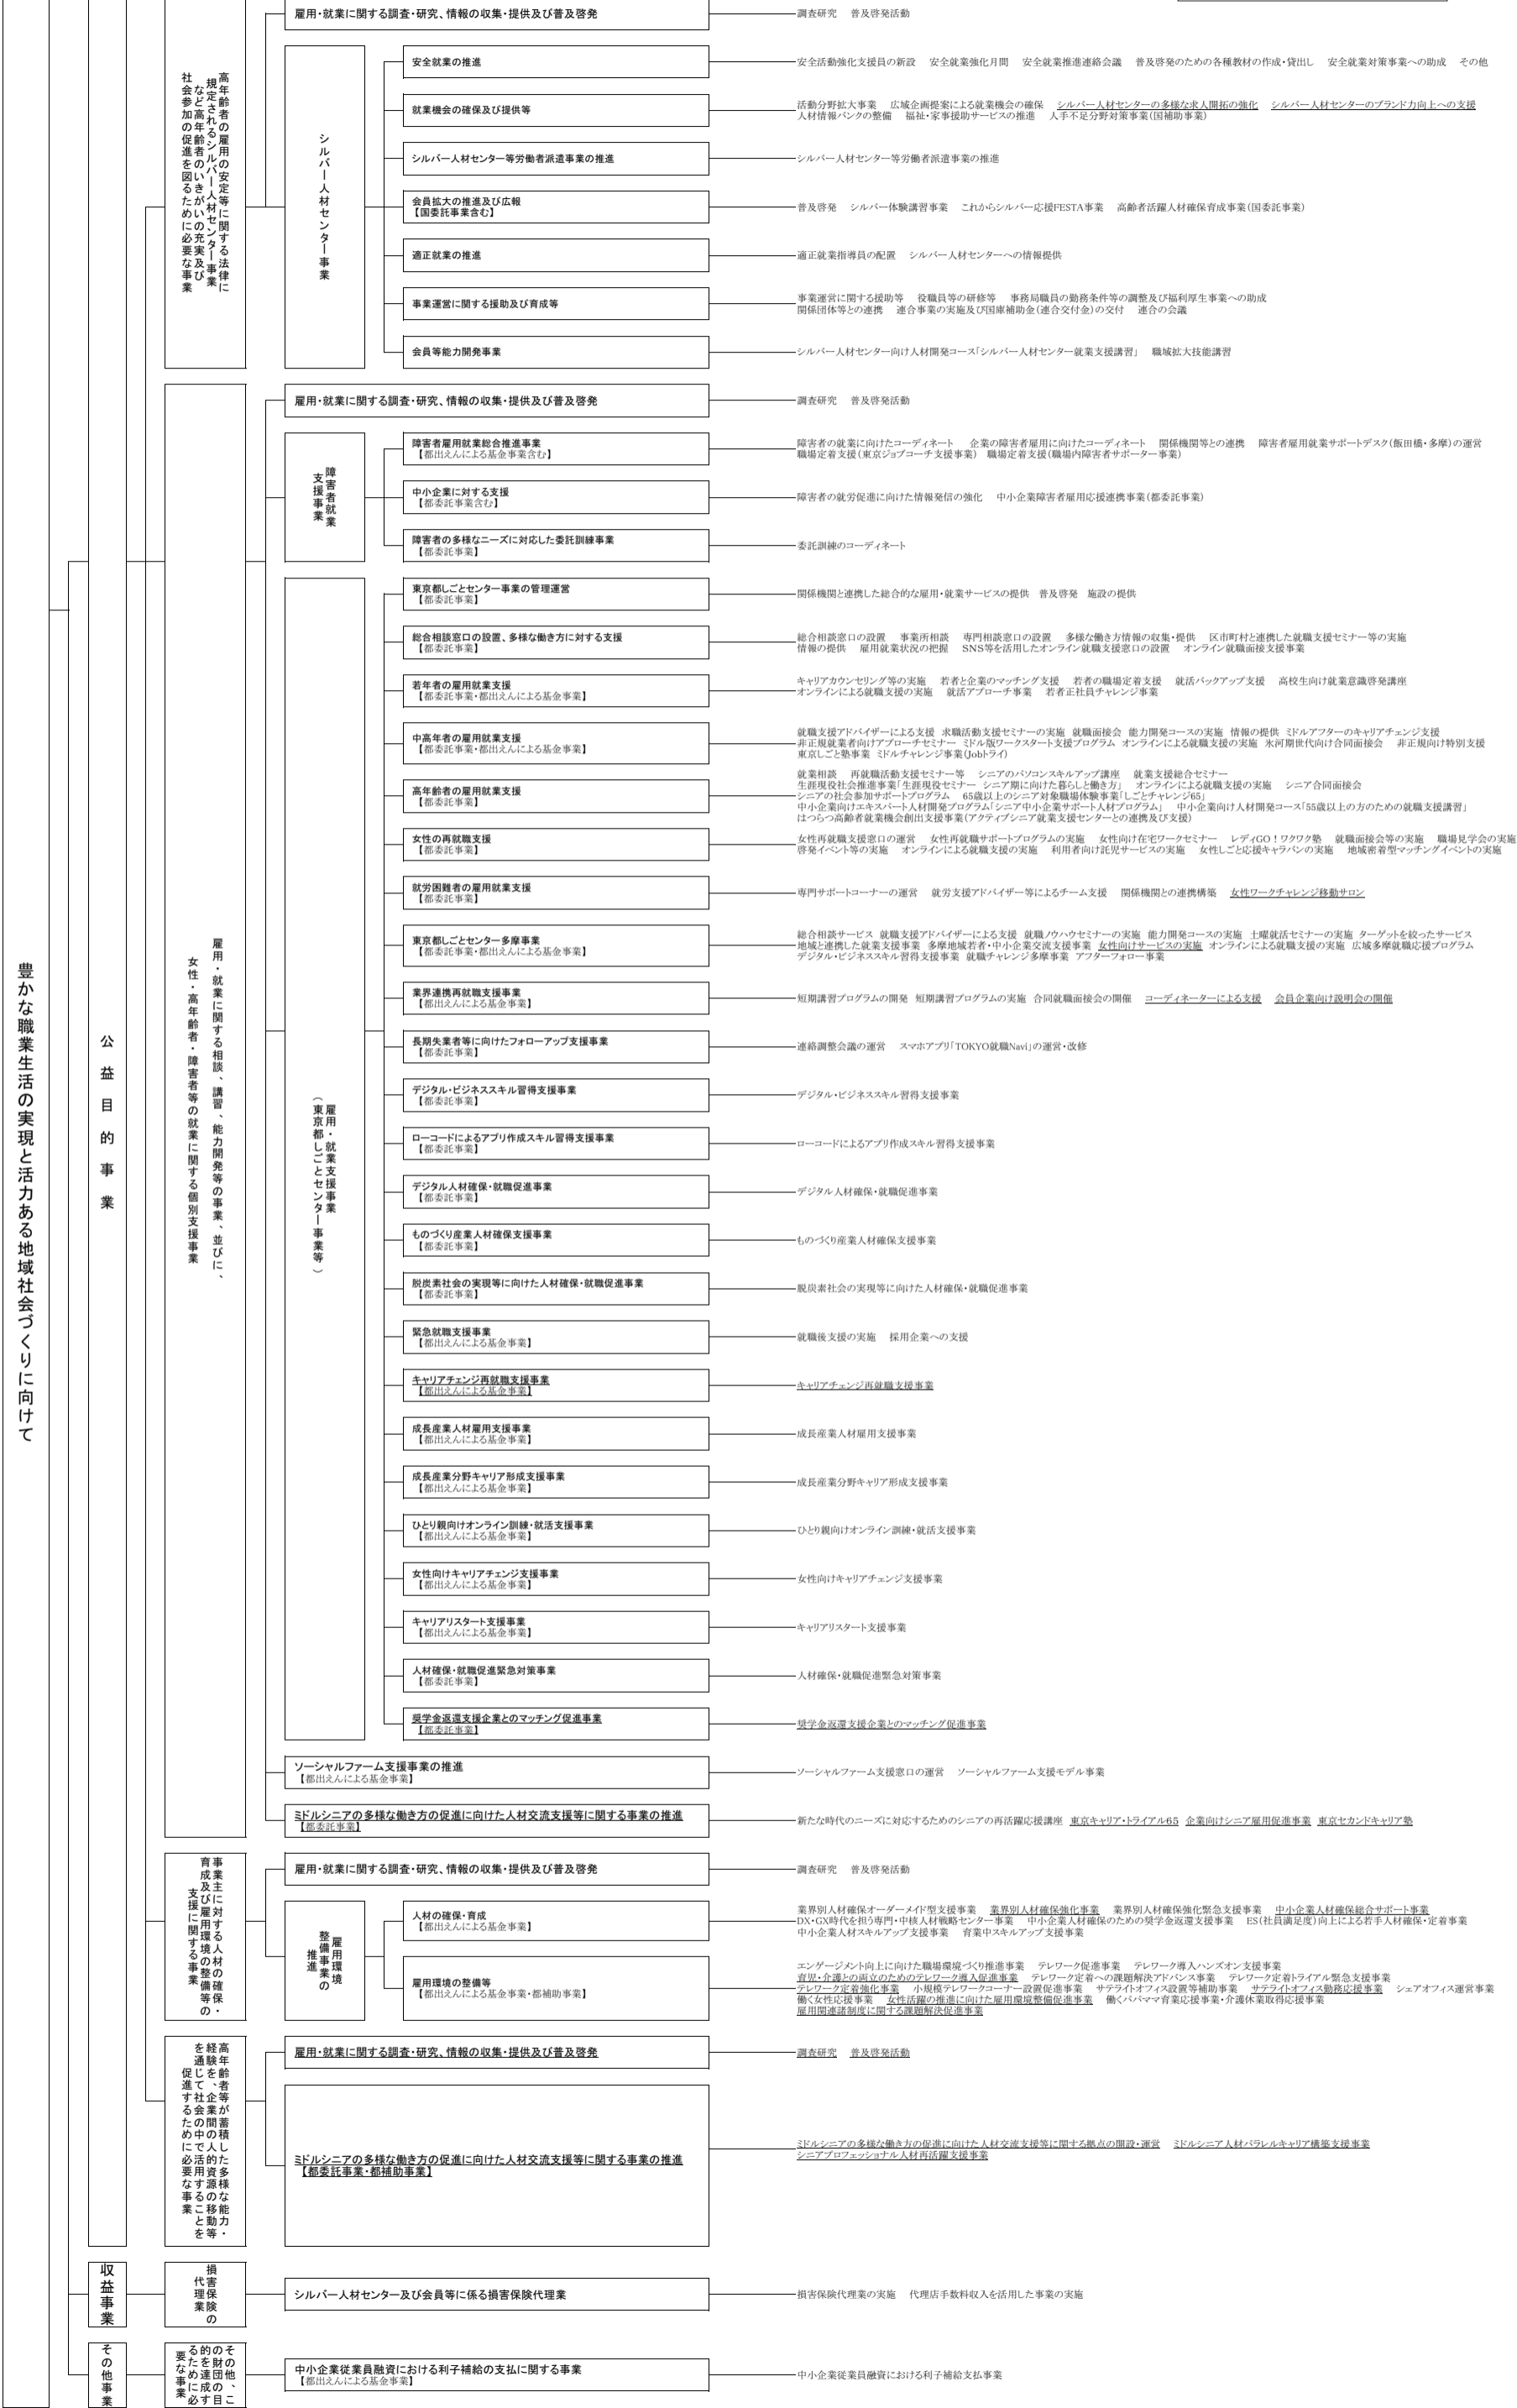 豊かな職業生活の実現と活力ある地域社会づくりに向けて
公益目的事業
高年齢者の雇用の安定等に関する法律に
規定されるシルバー人材センター事業
など高年齢者のいきがいの充実及び
社会参加の促進を図るために必要な事業
雇用・就業に関する調査・研究、情報の収集・提供及び普及啓発
調査研究　普及啓発活動
シルバー人材センター事業
安全就業の推進
安全活動強化支援員の新設　安全就業強化月間　安全就業推進連絡会議　普及啓発のための各種教材の作成・貸出し　安全就業対策事業への助成　その他
就業機会の確保及び提供等
活動分野拡大事業　広域企画提案による就業機会の確保　シルバー人材センターの多様な求人開拓の強化　シルバー人材センターのブランド力向上への支援
人材情報バンクの整備　福祉・家事援助サービスの推進　人手不足分野対策事業（国補助事業）
シルバー人材センター等労働者派遣事業の推進
シルバー人材センター等労働者派遣事業の推進
会員拡大の推進及び広報
【国委託事業含む】
普及啓発　シルバー体験講習事業　これからシルバー応援FESTA事業　高齢者活躍人材確保育成事業（国委託事業）
適正就業の推進
適正就業指導員の配置　シルバー人材センターへの情報提供
事業運営に関する援助及び育成等
事業運営に関する援助等　役職員等の研修等　事務局職員の勤務条件等の調整及び福利厚生事業への助成
関係団体等との連携　連合事業の実施及び国庫補助金（連合交付金）の交付　連合の会議
会員等能力開発事業
シルバー人材センター向け人材開発コース「シルバー人材センター就業支援講習」　職域拡大技能講習
雇用・就業に関する相談、講習、能力開発等の事業、並びに、
女性・高年齢者・障害者等の就業に関する個別支援事業
雇用・就業に関する調査・研究、情報の収集・提供及び普及啓発
調査研究　普及啓発活動
障害者就業
支援事業
障害者雇用就業総合推進事業
【都出えんによる基金事業含む】
障害者の就業に向けたコーディネート　企業の障害者雇用に向けたコーディネート　関係機関等との連携　障害者雇用就業サポートデスク（飯田橋・多摩）の運営
職場定着支援（東京ジョブコーチ支援事業）　職場定着支援（職場内障害者サポーター事業）
中小企業に対する支援
【都委託事業含む】
障害者の就労促進に向けた情報発信の強化　中小企業障害者雇用応援連携事業（都委託事業）
障害者の多様なニーズに対応した委託訓練事業
【都委託事業】
委託訓練のコーディネート
雇用・就業支援事業
（東京都しごとセンター事業等）
東京都しごとセンター事業の管理運営
【都委託事業】
関係機関と連携した総合的な雇用・就業サービスの提供　普及啓発　施設の提供
総合相談窓口の設置、多様な働き方に対する支援
【都委託事業】
総合相談窓口の設置　事業所相談　専門相談窓口の設置　多様な働き方情報の収集・提供　区市町村と連携した就職支援セミナー等の実施
情報の提供　雇用就業状況の把握　SNS等を活用したオンライン就職支援窓口の設置　オンライン就職面接支援事業
若年者の雇用就業支援
【都委託事業・都出えんによる基金事業】
キャリアカウンセリング等の実施　若者と企業のマッチング支援　若者の職場定着支援　就活バックアップ支援　高校生向け就業意識啓発講座
オンラインによる就職支援の実施　就活アプローチ事業　若者正社員チャレンジ事業
中高年者の雇用就業支援
【都委託事業・都出えんによる基金事業】
就職支援アドバイザーによる支援　求職活動支援セミナーの実施　就職面接会　能力開発コースの実施　情報の提供　ミドルアフターのキャリアチェンジ支援
非正規就業者向けアプローチセミナー　ミドル版ワークスタート支援プログラム　オンラインによる就職支援の実施　氷河期世代向け合同面接会　非正規向け特別支援
東京しごと塾事業　ミドルチャレンジ事業（Jobトライ）
高年齢者の雇用就業支援
【都委託事業】
就業相談　再就職活動支援セミナー等　シニアのパソコンスキルアップ講座　就業支援総合セミナー
生涯現役社会推進事業「生涯現役セミナー　シニア期に向けた暮らしと働き方」　オンラインによる就職支援の実施　シニア合同面接会
シニアの社会参加サポートプログラム　65歳以上のシニア対象職場体験事業「しごとチャレンジ65」
中小企業向けエキスパート人材開発プログラム「シニア中小企業サポート人材プログラム」　中小企業向け人材開発コース「55歳以上の方のための就職支援講習」
はつらつ高齢者就業機会創出支援事業（アクティブシニア就業支援センターとの連携及び支援）
女性の再就職支援
【都委託事業】
女性再就職支援窓口の運営　女性再就職サポートプログラムの実施　女性向け在宅ワークセミナー　レディGO！ワクワク塾　就職面接会等の実施　職場見学会の実施
啓発イベント等の実施　オンラインによる就職支援の実施　利用者向け託児サービスの実施　女性しごと応援キャラバンの実施　地域密着型マッチングイベントの実施
就労困難者の雇用就業支援
【都委託事業】
専門サポートコーナーの運営　就労支援アドバイザー等によるチーム支援　関係機関との連携構築　女性ワークチャレンジ移動サロン
東京都しごとセンター多摩事業
【都委託事業・都出えんによる基金事業】
総合相談サービス　就職支援アドバイザーによる支援　就職ノウハウセミナーの実施　能力開発コースの実施　土曜就活セミナーの実施　ターゲットを絞ったサービス
地域と連携した就業支援事業　多摩地域若者・中小企業交流支援事業　女性向けサービスの実施　オンラインによる就職支援の実施　広域多摩就職応援プログラム
デジタル・ビジネススキル習得支援事業　就職チャレンジ多摩事業　アフターフォロー事業
業界連携再就職支援事業
【都出えんによる基金事業】
短期講習プログラムの開発　短期講習プログラムの実施　合同就職面接会の開催　コーディネーターによる支援　会員企業向け説明会の開催
長期失業者等に向けたフォローアップ支援事業
【都委託事業】
連絡調整会議の運営　スマホアプリ「TOKYO就職Navi」の運営・改修
デジタル・ビジネススキル習得支援事業
【都委託事業】
デジタル・ビジネススキル習得支援事業
ローコードによるアプリ作成スキル習得支援事業
【都委託事業】
ローコードによるアプリ作成スキル習得支援事業
デジタル人材確保・就職促進事業
【都委託事業】
デジタル人材確保・就職促進事業
ものづくり産業人材確保支援事業
【都委託事業】
ものづくり産業人材確保支援事業
脱炭素社会の実現等に向けた人材確保・就職促進事業
【都委託事業】
脱炭素社会の実現等に向けた人材確保・就職促進事業
緊急就職支援事業
【都出えんによる基金事業】
就職後支援の実施　採用企業への支援
キャリアチェンジ再就職支援事業
【都出えんによる基金事業】
キャリアチェンジ再就職支援事業
成長産業人材雇用支援事業
【都出えんによる基金事業】
成長産業人材雇用支援事業
成長産業分野キャリア形成支援事業
【都出えんによる基金事業】
成長産業分野キャリア形成支援事業
ひとり親向けオンライン訓練・就活支援事業
【都出えんによる基金事業】
ひとり親向けオンライン訓練・就活支援事業
女性向けキャリアチェンジ支援事業
【都出えんによる基金事業】
女性向けキャリアチェンジ支援事業
キャリアリスタート支援事業
【都出えんによる基金事業】
キャリアリスタート支援事業
人材確保・就職促進緊急対策事業
【都委託事業】
人材確保・就職促進緊急対策事業
奨学金返還支援企業とのマッチング促進事業
【都委託事業】
奨学金返還支援企業とのマッチング促進事業
ソーシャルファーム支援事業の推進
【都出えんによる基金事業】
ソーシャルファーム支援窓口の運営　ソーシャルファーム支援モデル事業
ミドルシニアの多様な働き方の促進に向けた人材交流支援等に関する事業の推進
【都委託事業】
新たな時代のニーズに対応するためのシニアの再活躍応援講座　東京キャリア・トライアル65　企業向けシニア雇用促進事業　東京セカンドキャリア塾
事業主に対する人材の確保・
育成及び雇用環境の整備等の
支援に関する事業
雇用・就業に関する調査・研究、情報の収集・提供及び普及啓発
調査研究　普及啓発活動
雇用環境
整備事業の
推進
人材の確保・育成
【都出えんによる基金事業】
業界別人材確保オーダーメイド型支援事業　業界別人材確保強化事業　業界別人材確保強化緊急支援事業　中小企業人材確保総合サポート事業
DX・GX時代を担う専門・中核人材戦略センター事業　中小企業人材確保のための奨学金返還支援事業　ES（社員満足度）向上による若手人材確保・定着事業
中小企業人材スキルアップ支援事業　育業中スキルアップ支援事業
雇用環境の整備等
【都出えんによる基金事業・都補助事業】
エンゲージメント向上に向けた職場環境づくり推進事業　テレワーク促進事業　テレワーク導入ハンズオン支援事業
育児・介護との両立のためのテレワーク導入促進事業　テレワーク定着への課題解決アドバンス事業　テレワーク定着トライアル緊急支援事業
テレワーク定着強化事業　小規模テレワークコーナー設置促進事業　サテライトオフィス設置等補助事業　サテライトオフィス勤務応援事業　シェアオフィス運営事業
働く女性応援事業　女性活躍の推進に向けた雇用環境整備促進事業　働くパパママ育業応援事業・介護休業取得応援事業
雇用関連諸制度に関する課題解決促進事業
高年齢者等が蓄積した多様な能力・
経験を、企業間の人的資源の移動等
を通じて社会の中で活用することを
促進するために必要な事業
雇用・就業に関する調査・研究、情報の収集・提供及び普及啓発
調査研究　普及啓発活動
ミドルシニアの多様な働き方の促進に向けた人材交流支援等に関する事業の推進
【都委託事業・都補助事業】
ミドルシニアの多様な働き方の促進に向けた人材交流支援等に関する拠点の開設・運営　ミドルシニア人材パラレルキャリア構築支援事業
シニアプロフェッショナル人材再活躍支援事業
収益事業
損害保険の
代理業
シルバー人材センター及び会員等に係る損害保険代理業
損害保険代理業の実施　代理店手数料収入を活用した事業の実施
その他事業
その他、こ
の財団の目
的を達成す
るために必
要な事業
中小企業従業員融資における利子補給の支払に関する事業
【都出えんによる基金事業】
中小企業従業員融資における利子補給支払事業